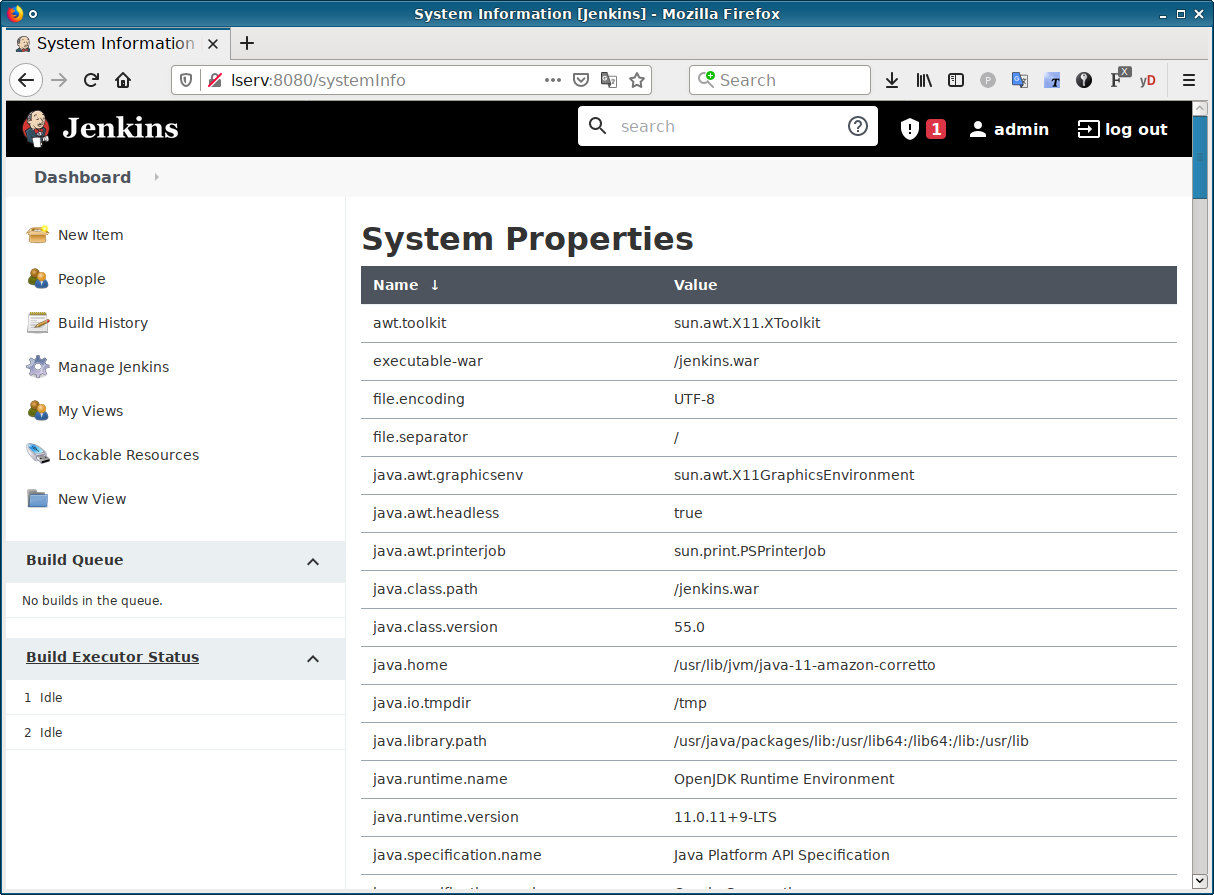 System Information [Jenkins] - Mozilla Firefox
System Information
lserv:8080/systemInfo
Search
Jenkins
search
1
admin
log out
Dashboard
New Item
People
Build History
Manage Jenkins
My Views
Lockable Resources
New View
Build Queue
No builds in the queue.
Build Executor Status
1 Idle
2 Idle
System Properties
Name ↓ Value
awt.toolkit sun.awt.X11.XToolkit
executable-war /jenkins.war
file.encoding UTF-8
file.separator /
java.awt.graphicsenv sun.awt.X11GraphicsEnvironment
java.awt.headless true
java.awt.printerjob sun.print.PSPrinterJob
java.class.path /jenkins.war
java.class.version 55.0
java.home /usr/lib/jvm/java-11-amazon-corretto
java.io.tmpdir /tmp
java.library.path /usr/java/packages/lib:/usr/lib64:/lib64:/lib:/usr/lib
java.runtime.name OpenJDK Runtime Environment
java.runtime.version 11.0.11+9-LTS
java.specification.name Java Platform API Specification